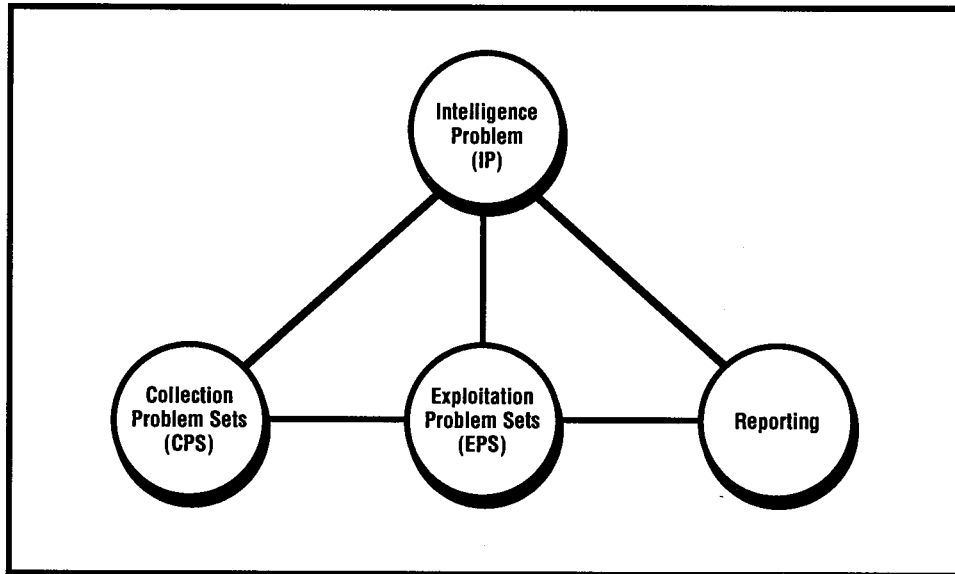 Intelligence
Problem
(IP)
Collection
Problem Sets
(CPS)
Exploitation
Problem Sets
(EPS)
Reporting